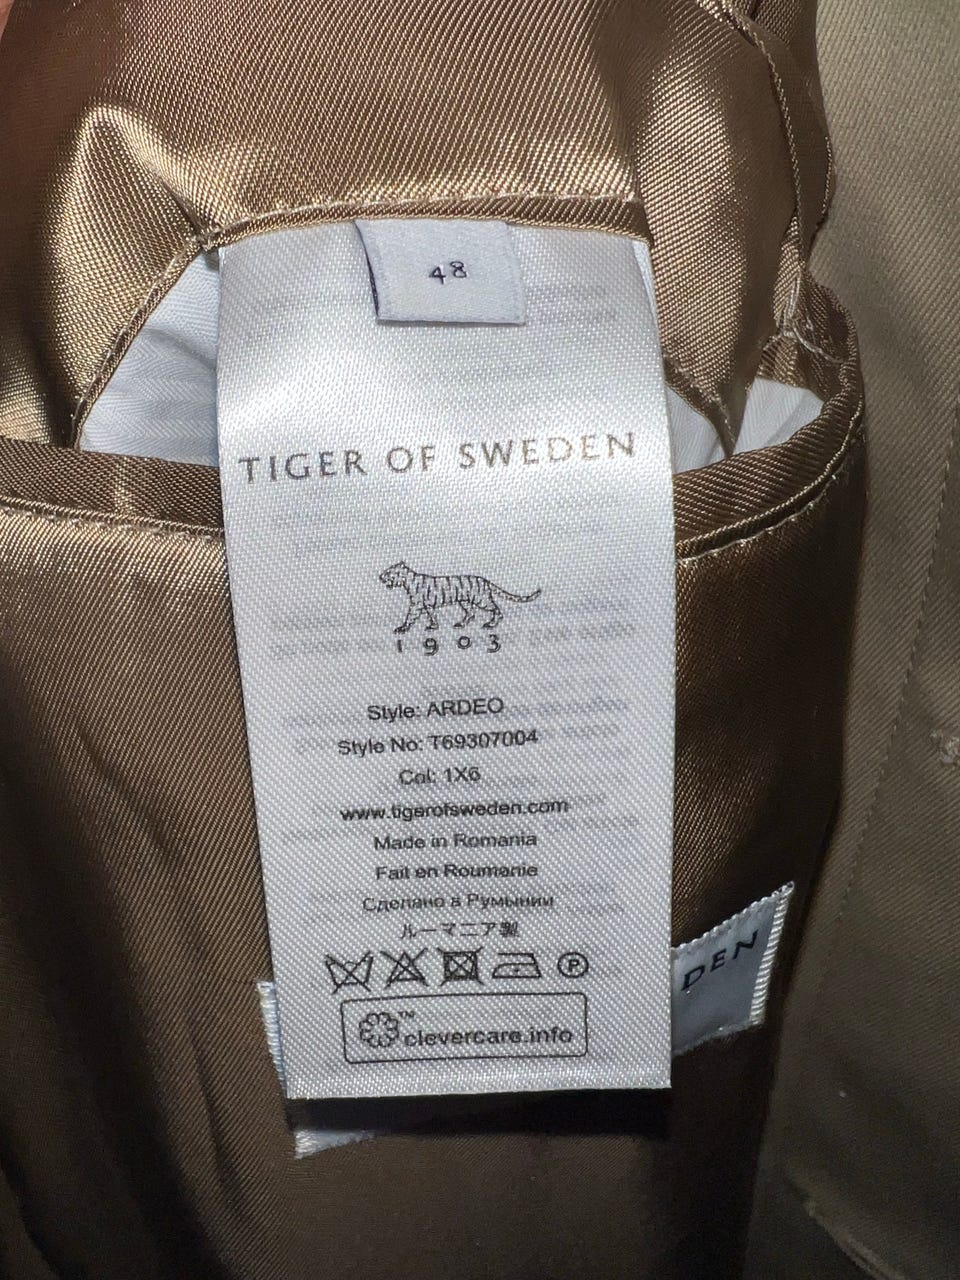 48
TIGER OF SWEDEN
1903
Style: ARDEO
Style No: T69307004
Col: 1X6
www.tigerofsweden.com
Made in Romania
Fait en Roumanie
Сделано в Румынии
ルーマニア製
P
™ clevercare.info
DEN